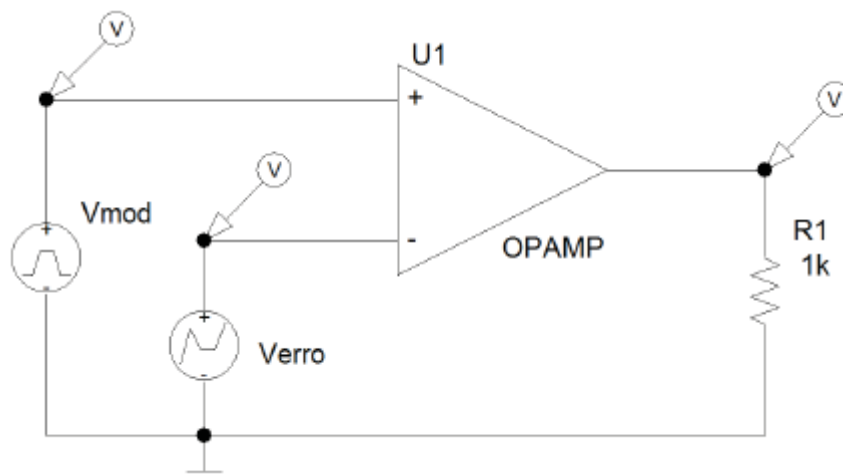 V
U1
V
+
V
V
Vmod
+
-
OPAMP
R1
1k
+
-
+
-
Verro